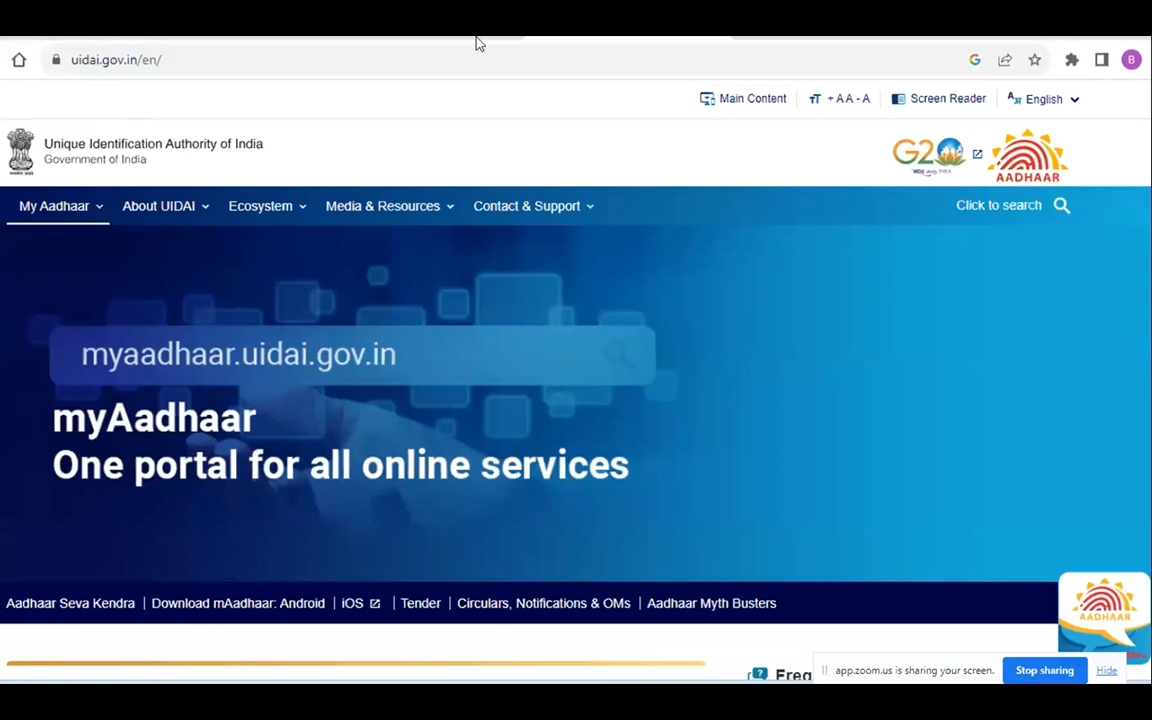 uidai.gov.in/en/
B
Main Content
TT + A A - A
Screen Reader
English
Unique Identification Authority of India
Government of India
G20
AADHAAR
My Aadhaar
About UIDAI
Ecosystem
Media & Resources
Contact & Support
Click to search
myaadhaar.uidai.gov.in
myAadhaar
One portal for all online services
Aadhaar Seva Kendra
Download mAadhaar: Android
iOS
Tender
Circulars, Notifications & OMs
Aadhaar Myth Busters
AADHAAR
Freq
app.zoom.us is sharing your screen.
Stop sharing
Hide